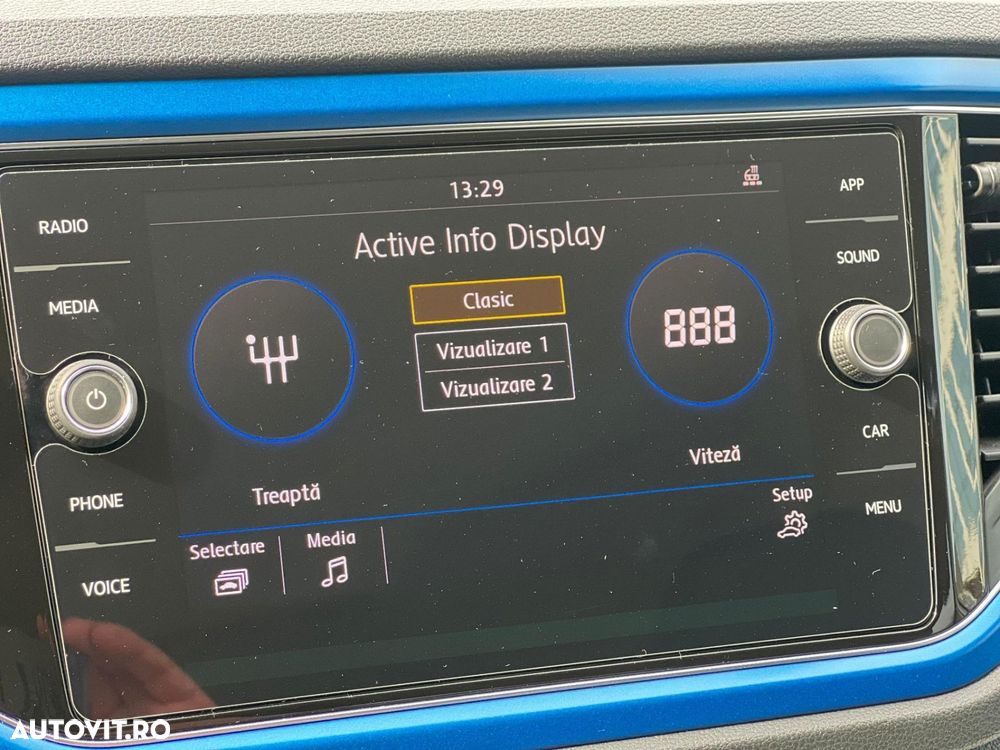 13:29
RADIO
APP
Active Info Display
SOUND
MEDIA
Clasic
888
Vizualizare 1
Vizualizare 2
CAR
Viteză
PHONE
Treaptă
Setup
MENU
Selectare
Media
VOICE
AUTOVIT.RO